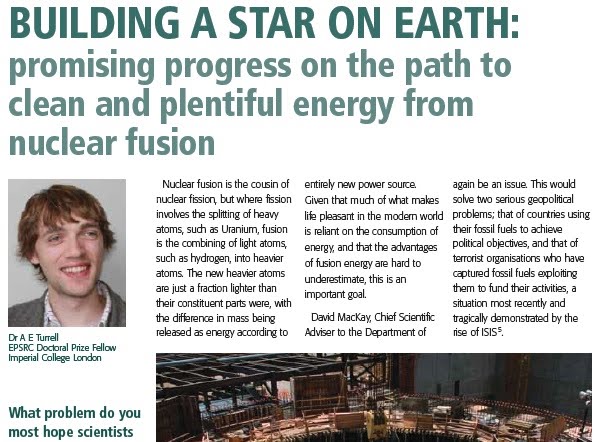 BUILDING A STAR ON EARTH:
promising progress on the path to
clean and plentiful energy from
nuclear fusion
Dr A E Turrell
EPSRC Doctoral Prize Fellow
Imperial College London
What problem do you
most hope scientists
Nuclear fusion is the cousin of
nuclear fission, but where fission
involves the splitting of heavy
atoms, such as Uranium, fusion
is the combining of light atoms,
such as hydrogen, into heavier
atoms. The new heavier atoms
are just a fraction lighter than
their constituent parts were, with
the difference in mass being
released as energy according to
entirely new power source.
Given that much of what makes
life pleasant in the modern world
is reliant on the consumption of
energy, and that the advantages
of fusion energy are hard to
underestimate, this is an
important goal.
David MacKay, Chief Scientific
Adviser to the Department of
again be an issue. This would
solve two serious geopolitical
problems; that of countries using
their fossil fuels to achieve
political objectives, and that of
terrorist organisations who have
captured fossil fuels exploiting
them to fund their activities, a
situation most recently and
tragically demonstrated by the
rise of ISIS⁵.